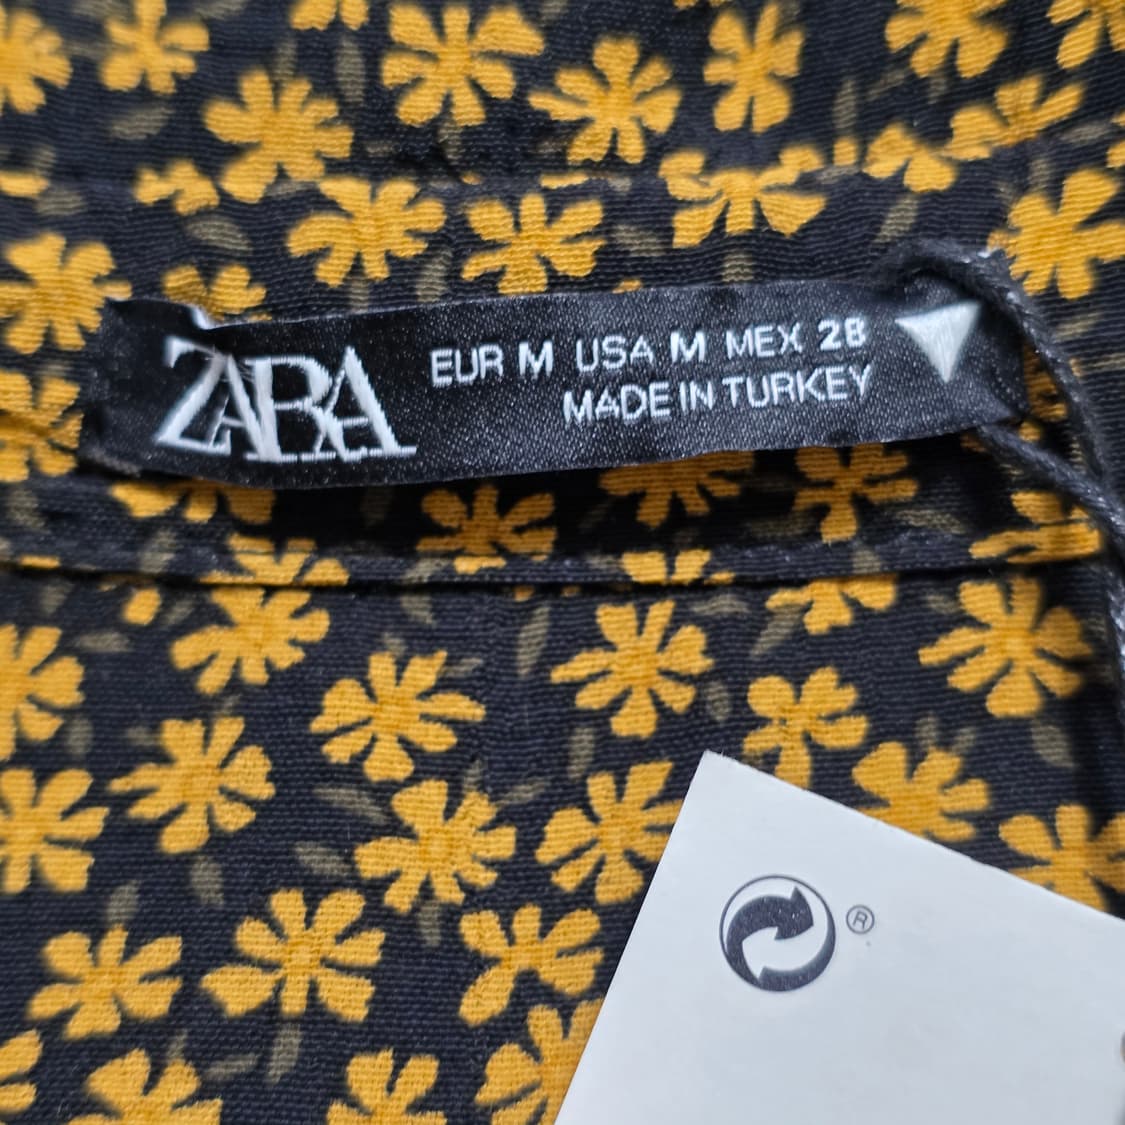 ZARA
EUR M USA M MEX 28
MADE IN TURKEY
®